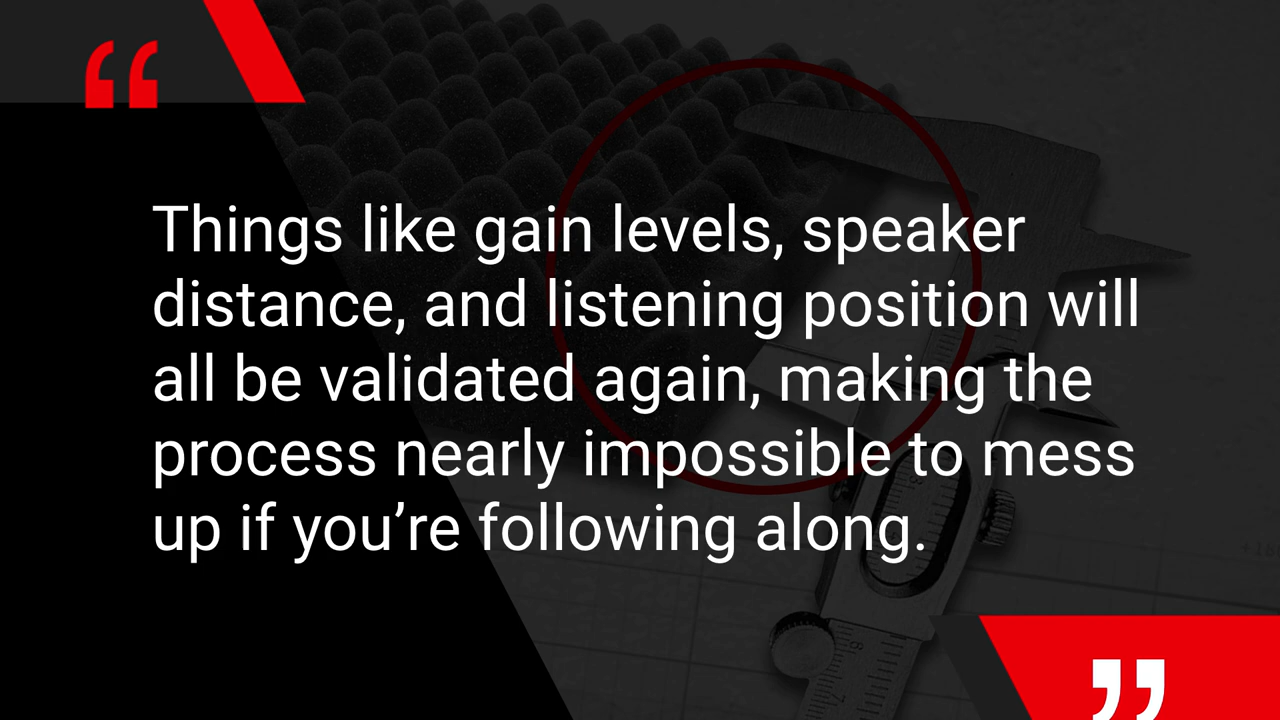 “
Things like gain levels, speaker
distance, and listening position will
all be validated again, making the
process nearly impossible to mess
up if you’re following along.
”